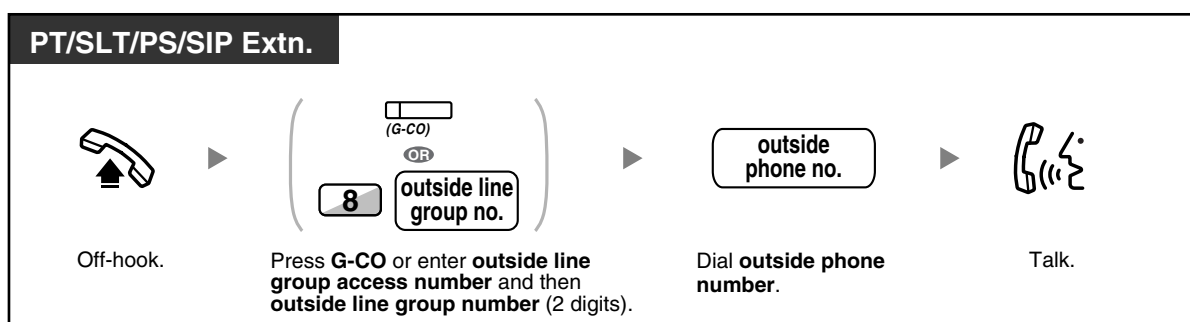 PT/SLT/PS/SIP Extn.
(G-CO)
OR
8
outside line
group no.
outside
phone no.
Off-hook.
Press G-CO or enter outside line
group access number and then
outside line group number (2 digits).
Dial outside phone
number.
Talk.